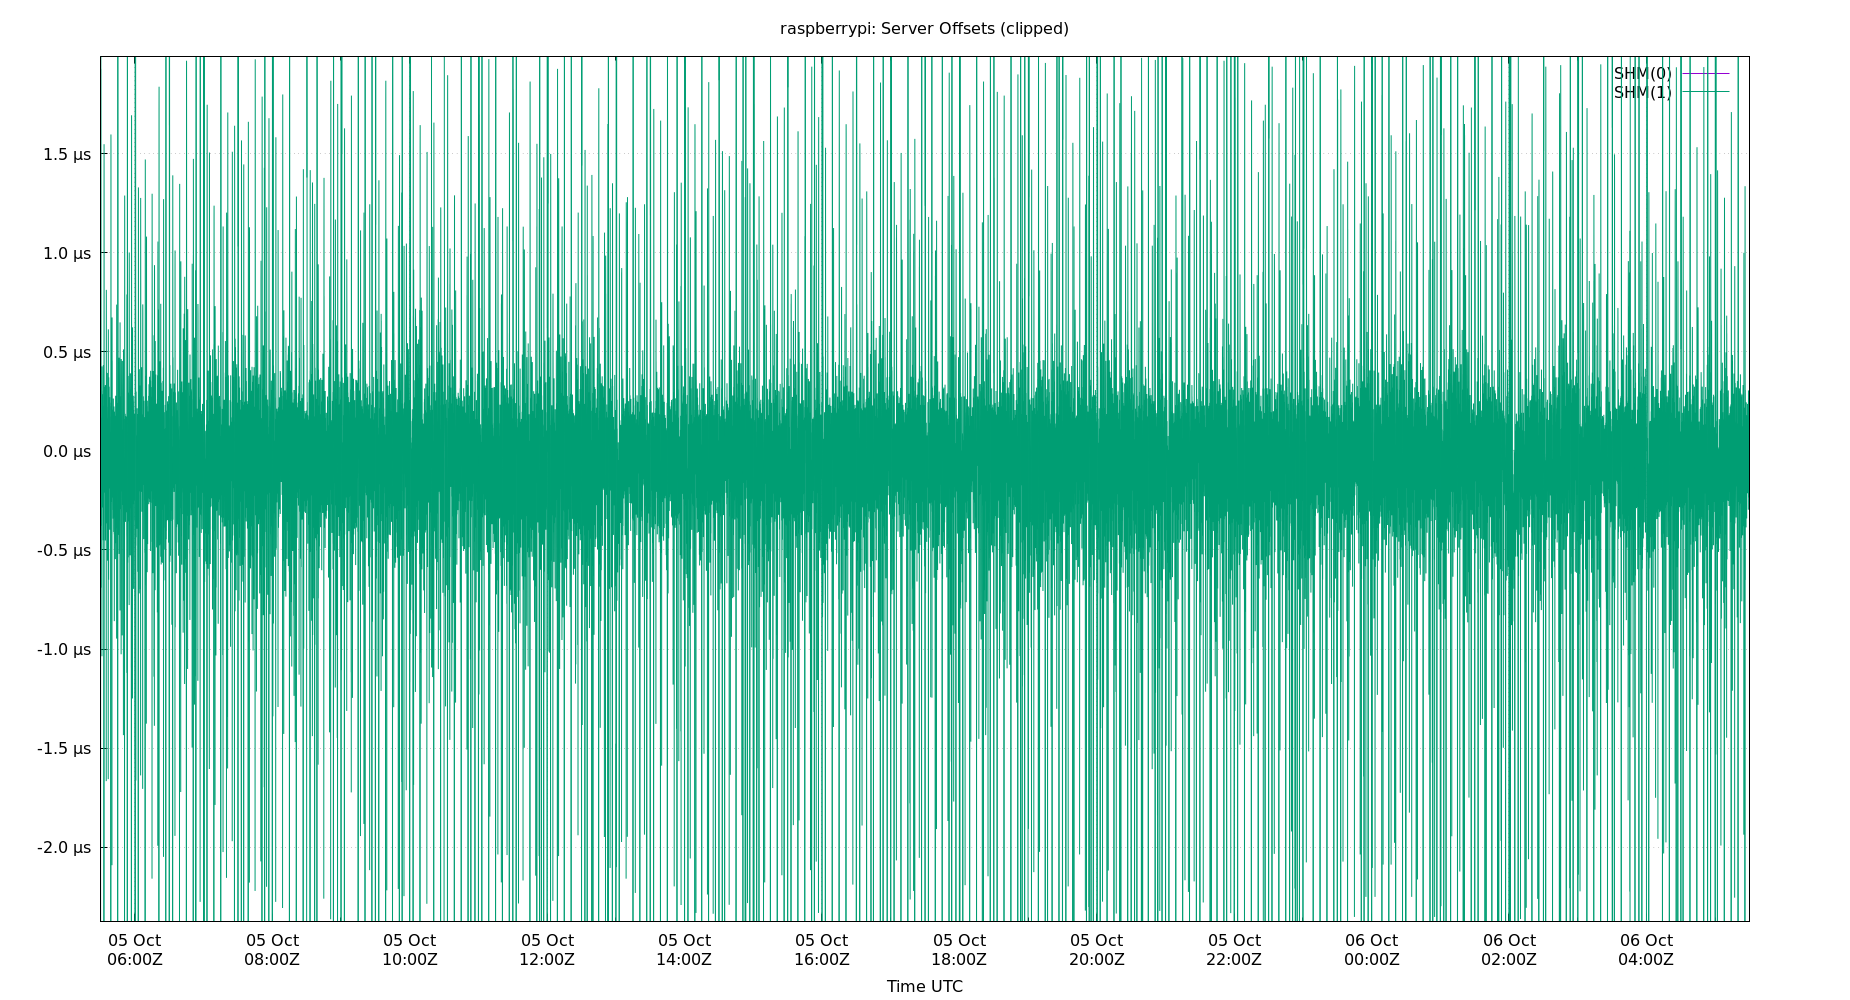 raspberrypi: Server Offsets (clipped)
SHM(0)
SHM(1)
1.5 µs
1.0 µs
0.5 µs
0.0 µs
-0.5 µs
-1.0 µs
-1.5 µs
-2.0 µs
05 Oct 05 Oct 05 Oct 05 Oct 05 Oct 05 Oct 05 Oct 05 Oct 05 Oct 06 Oct 06 Oct 06 Oct
06:00Z 08:00Z 10:00Z 12:00Z 14:00Z 16:00Z 18:00Z 20:00Z 22:00Z 00:00Z 02:00Z 04:00Z
Time UTC